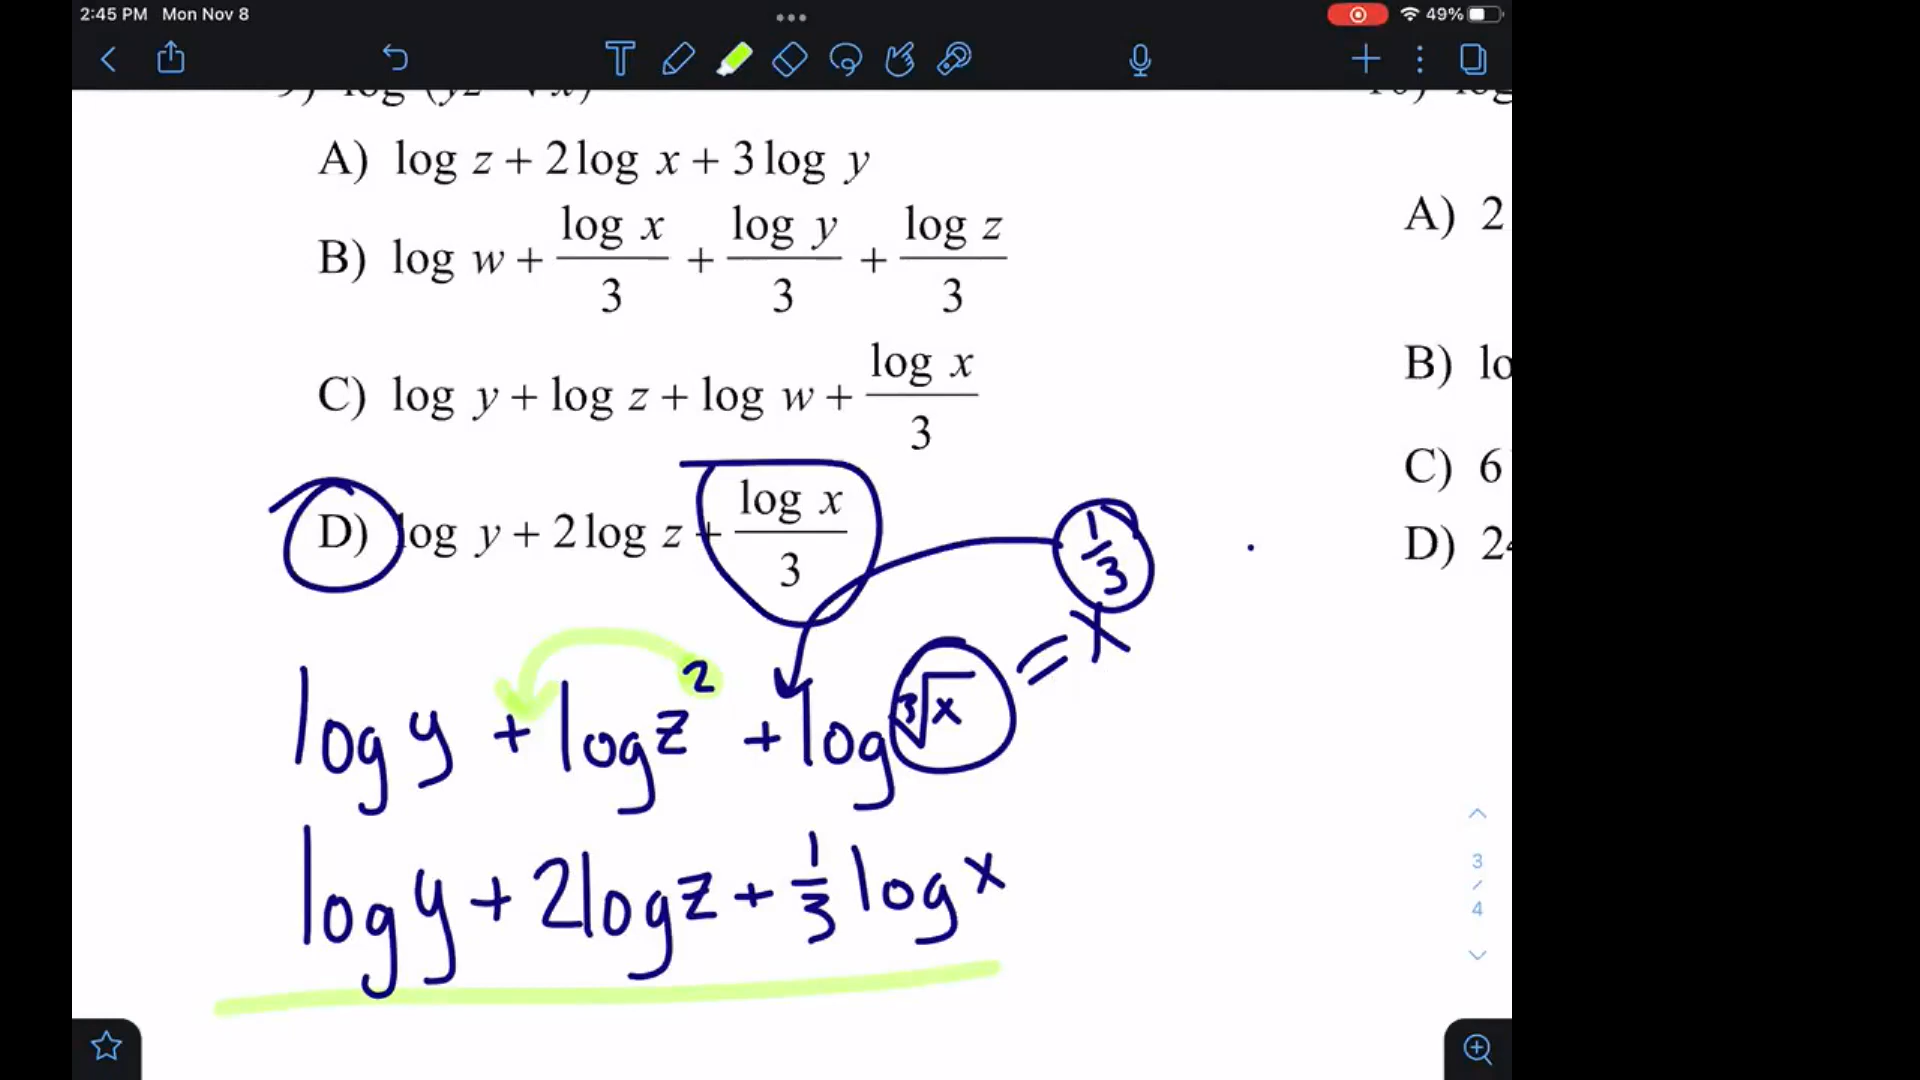 2:45 PM Mon Nov 8
49%
A) log z + 2 log x + 3 log y
A) 2
B) log w + log x / 3 + log y / 3 + log z / 3
B) lo
C) log y + log z + log w + log x / 3
C) 6
D) log y + 2 log z + log x / 3
D) 2
1/3
log y + log z² + log ∛x = x
log y + 2 log z + 1/3 log x
3
/
4